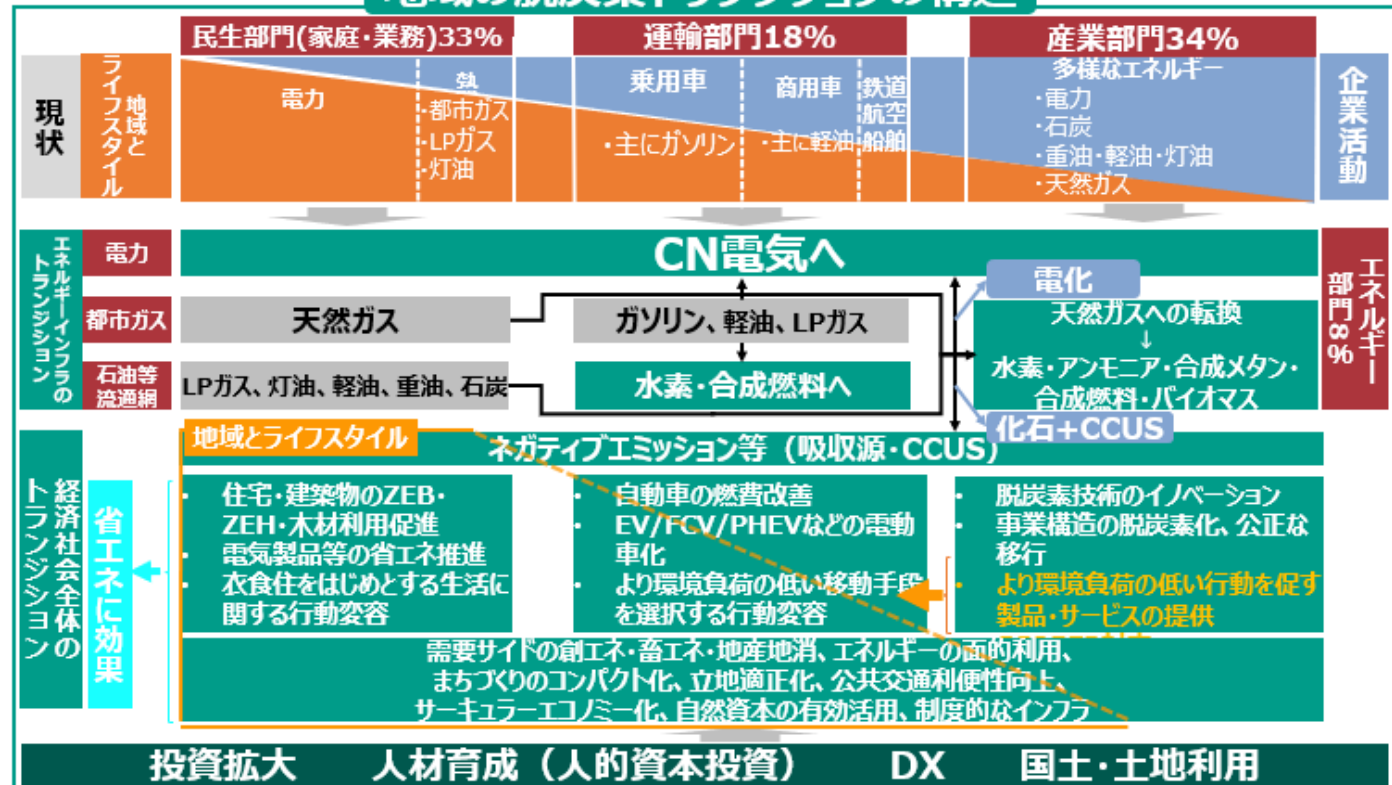 民生部門(家庭・業務)33%
運輸部門18%
産業部門34%
現状
地域と
ライフスタイル
電力
熱
・都市ガス
・LPガス
・灯油
乗用車
・主にガソリン
商用車
・主に軽油
鉄道
航空
船舶
多様なエネルギー
・電力
・石炭
・重油・軽油・灯油
・天然ガス
企業活動
エネルギーインフラの
トランジション
電力
CN電気へ
電化
都市ガス
天然ガス
ガソリン、軽油、LPガス
天然ガスへの転換
↓
水素・アンモニア・合成メタン・
合成燃料・バイオマス
石油等
流通網
LPガス、灯油、軽油、重油、石炭
水素・合成燃料へ
化石+CCUS
エネルギー
部門8%
地域とライフスタイル
ネガティブエミッション等（吸収源・CCUS）
経済社会全体の
トランジション
省エネに効果
• 住宅・建築物のZEB・
ZEH・木材利用促進
• 電気製品等の省エネ推進
• 衣食住をはじめとする生活に
関する行動変容
• 自動車の燃費改善
• EV/FCV/PHEVなどの電動
車化
• より環境負荷の低い移動手段
を選択する行動変容
• 脱炭素技術のイノベーション
• 事業構造の脱炭素化、公正な
移行
• より環境負荷の低い行動を促す
製品・サービスの提供
需要サイドの創エネ・蓄エネ・地産地消、エネルギーの面的利用、
まちづくりのコンパクト化、立地適正化、公共交通利便性向上、
サーキュラーエコノミー化、自然資本の有効活用、制度的なインフラ
投資拡大 人材育成（人的資本投資） DX 国土・土地利用